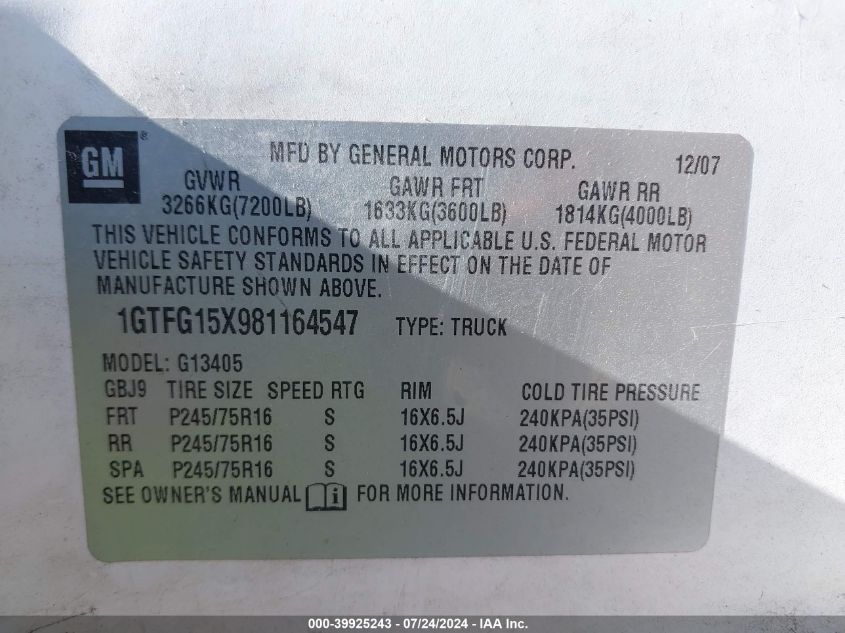 GM ® MFD BY GENERAL MOTORS CORP. 12/07
GVWR GAWR FRT GAWR RR
3266KG(7200LB) 1633KG(3600LB) 1814KG(4000LB)
THIS VEHICLE CONFORMS TO ALL APPLICABLE U.S. FEDERAL MOTOR
VEHICLE SAFETY STANDARDS IN EFFECT ON THE DATE OF
MANUFACTURE SHOWN ABOVE.
1GTFG15X981164547 TYPE: TRUCK
MODEL: G13405
GBJ9 TIRE SIZE SPEED RTG RIM COLD TIRE PRESSURE
FRT P245/75R16 S 16X6.5J 240KPA(35PSI)
RR P245/75R16 S 16X6.5J 240KPA(35PSI)
SPA P245/75R16 S 16X6.5J 240KPA(35PSI)
SEE OWNER'S MANUAL i FOR MORE INFORMATION.
000-39925243 / 07/24/2024 - IAA Inc.